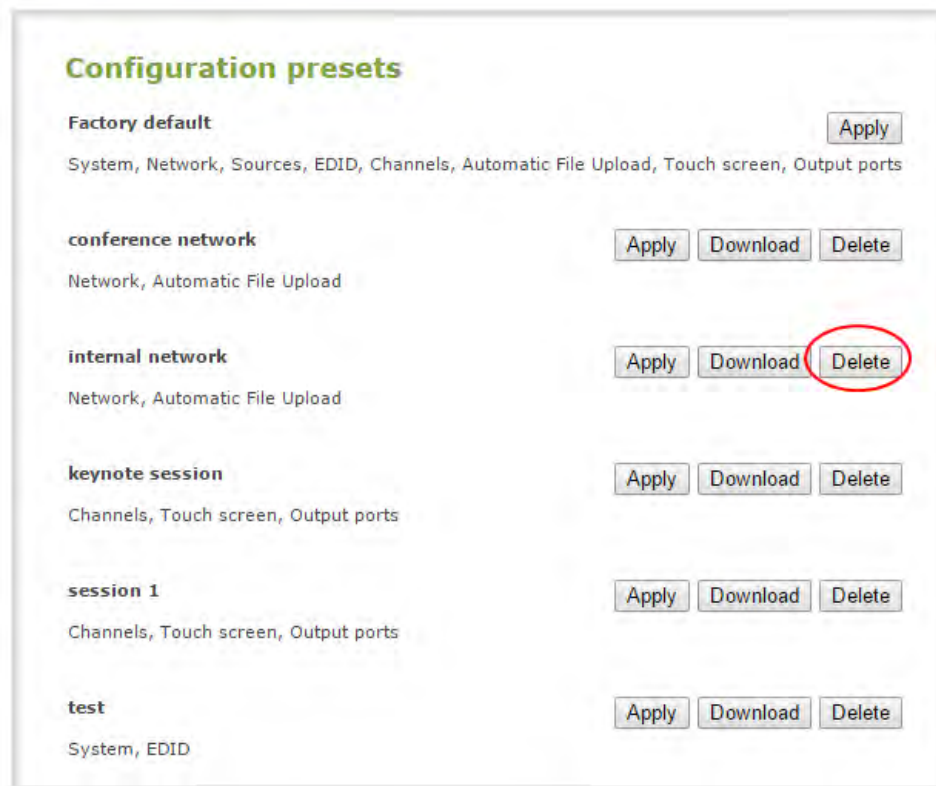 Configuration presets
Factory default Apply
System, Network, Sources, EDID, Channels, Automatic File Upload, Touch screen, Output ports
conference network Apply Download Delete
Network, Automatic File Upload
internal network Apply Download Delete
Network, Automatic File Upload
keynote session Apply Download Delete
Channels, Touch screen, Output ports
session 1 Apply Download Delete
Channels, Touch screen, Output ports
test Apply Download Delete
System, EDID